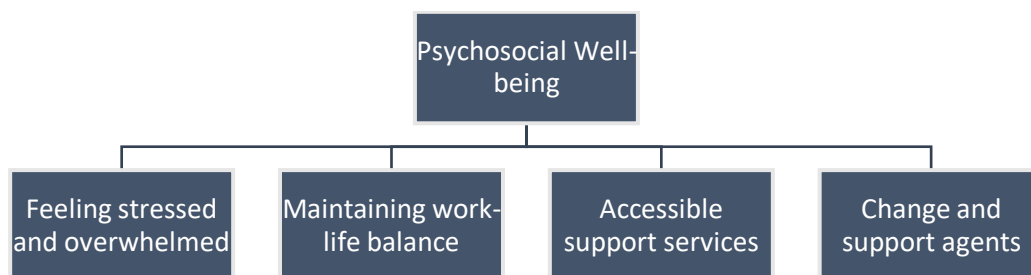 Psychosocial Well-
being
Feeling stressed
and overwhelmed
Maintaining work-
life balance
Accessible
support services
Change and
support agents